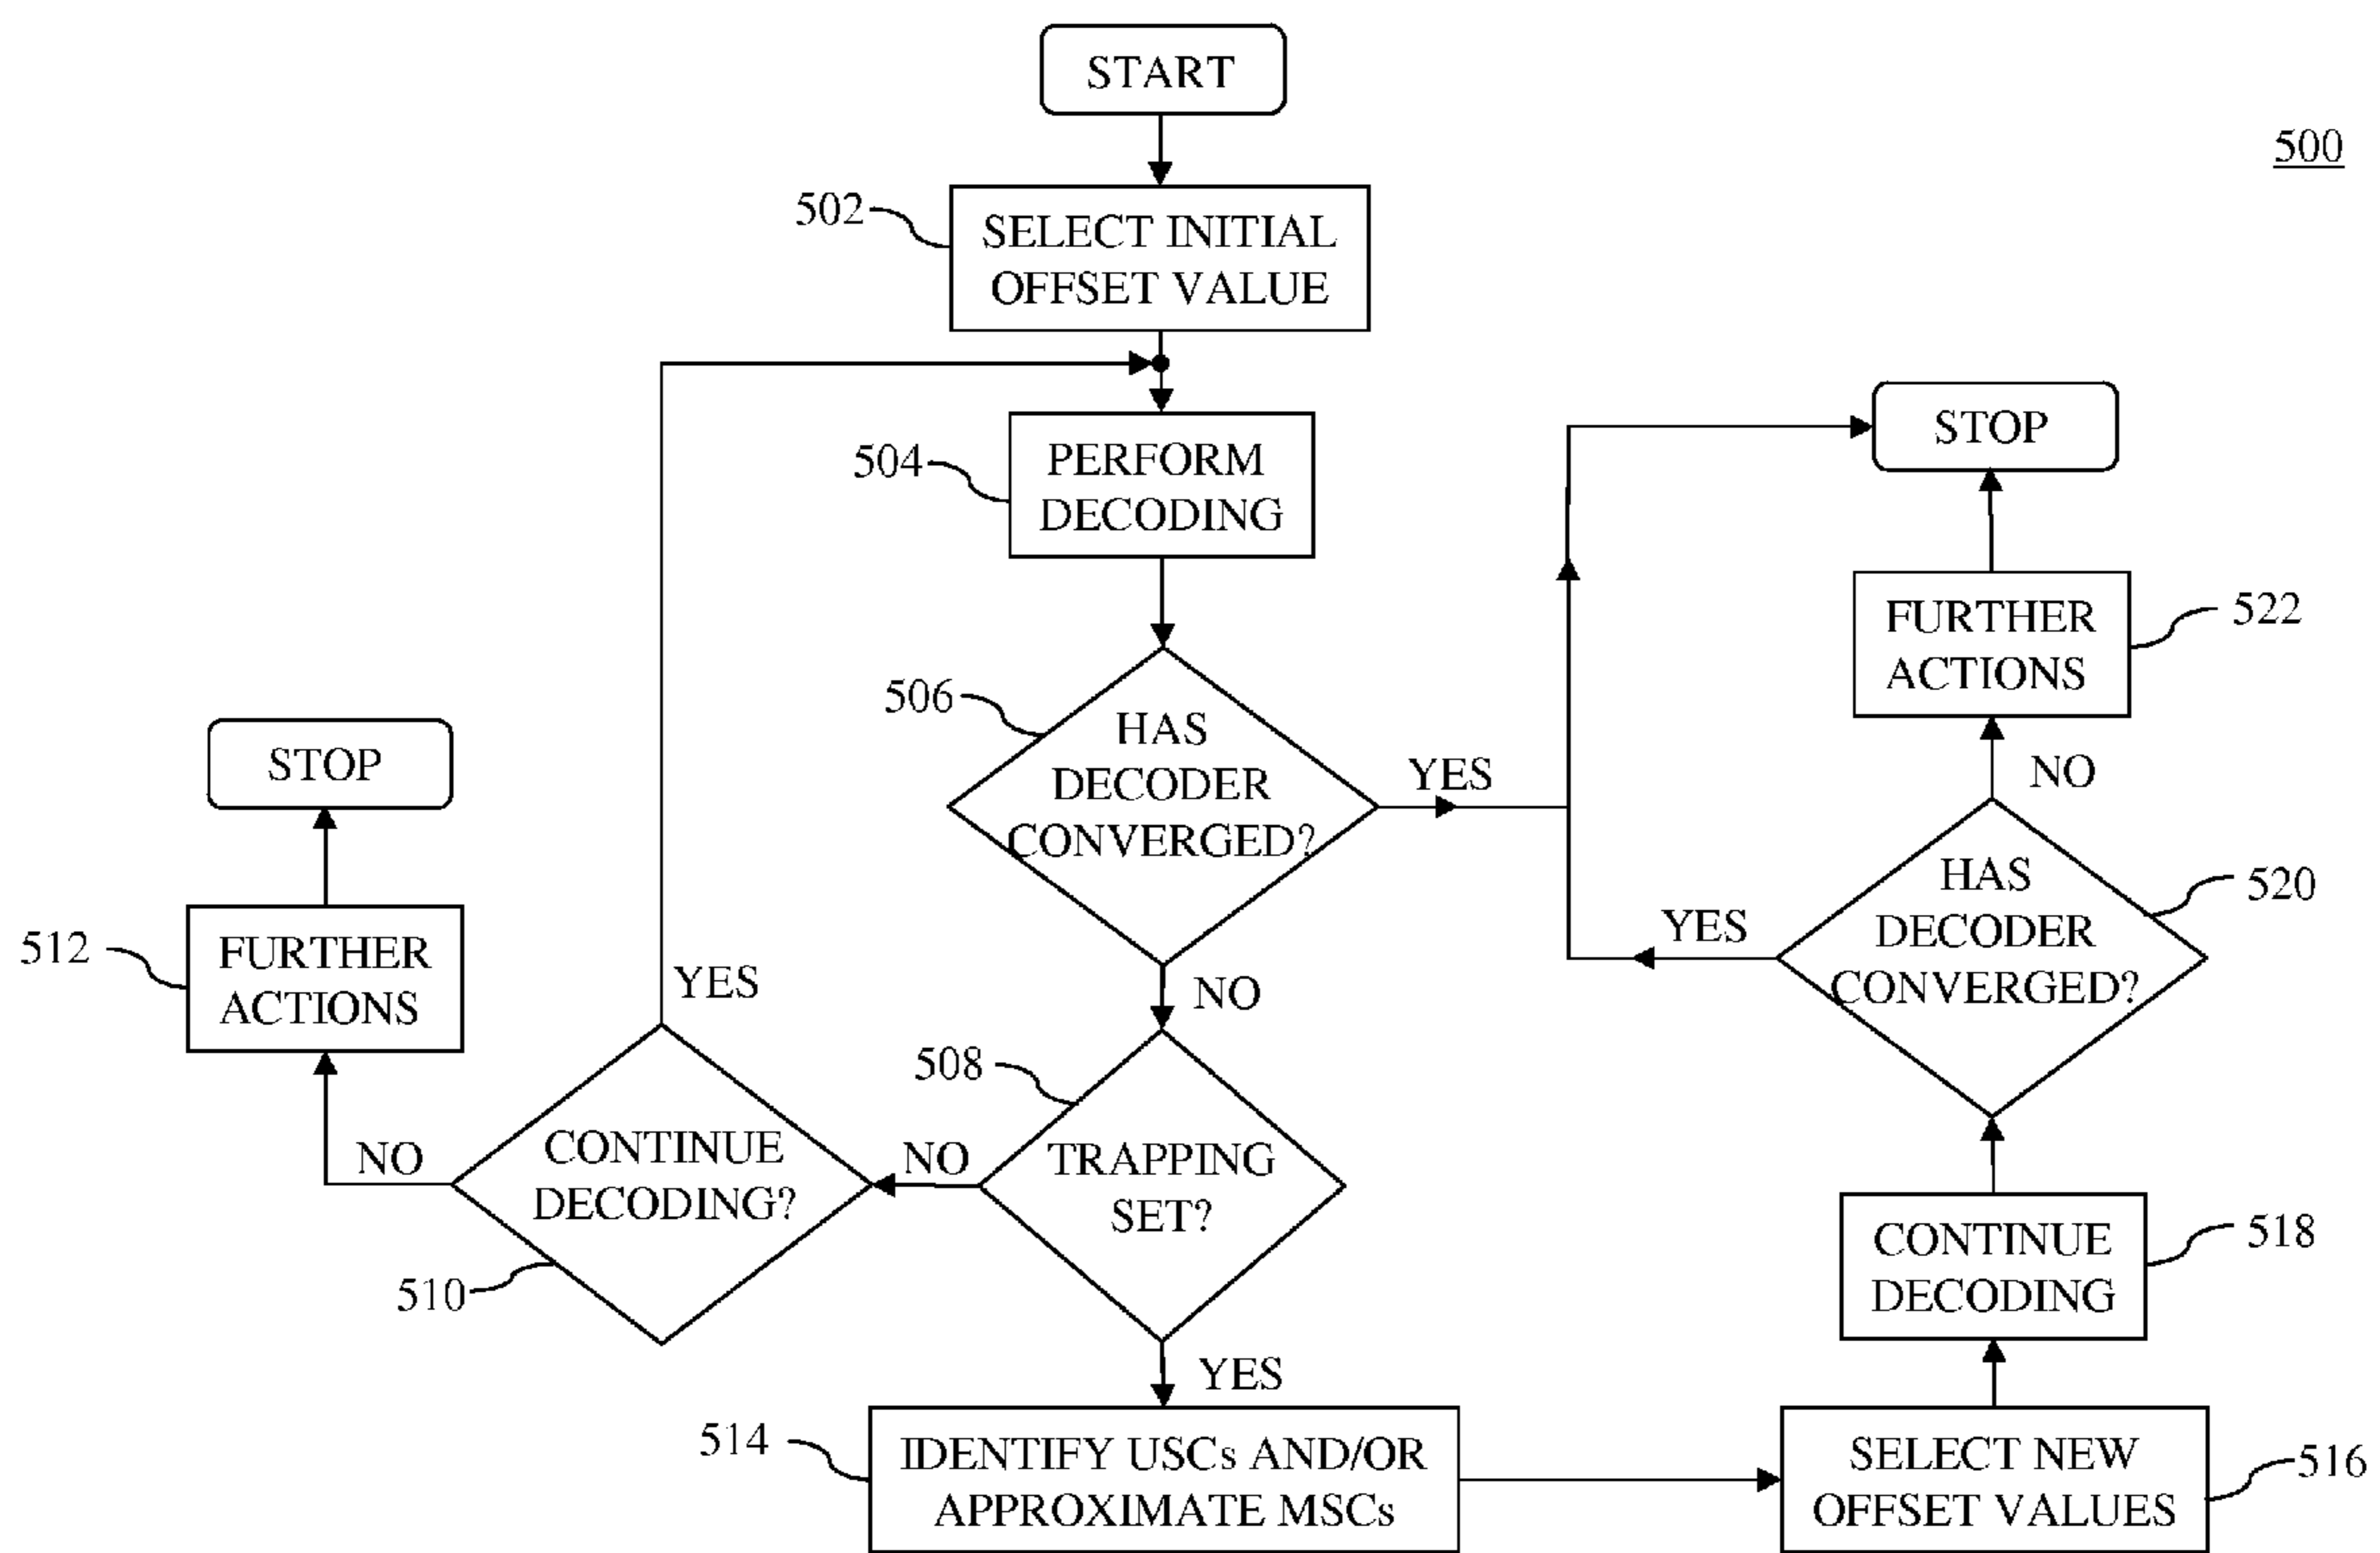 START
500
502
SELECT INITIAL
OFFSET VALUE
504
PERFORM
DECODING
STOP
522
FURTHER
ACTIONS
506
HAS
DECODER
CONVERGED?
YES
NO
STOP
512
FURTHER
ACTIONS
YES
NO
HAS
DECODER
CONVERGED?
520
YES
508
TRAPPING
SET?
NO
CONTINUE
DECODING?
NO
510
518
CONTINUE
DECODING
YES
514
IDENTIFY USCs AND/OR
APPROXIMATE MSCs
SELECT NEW
OFFSET VALUES
516